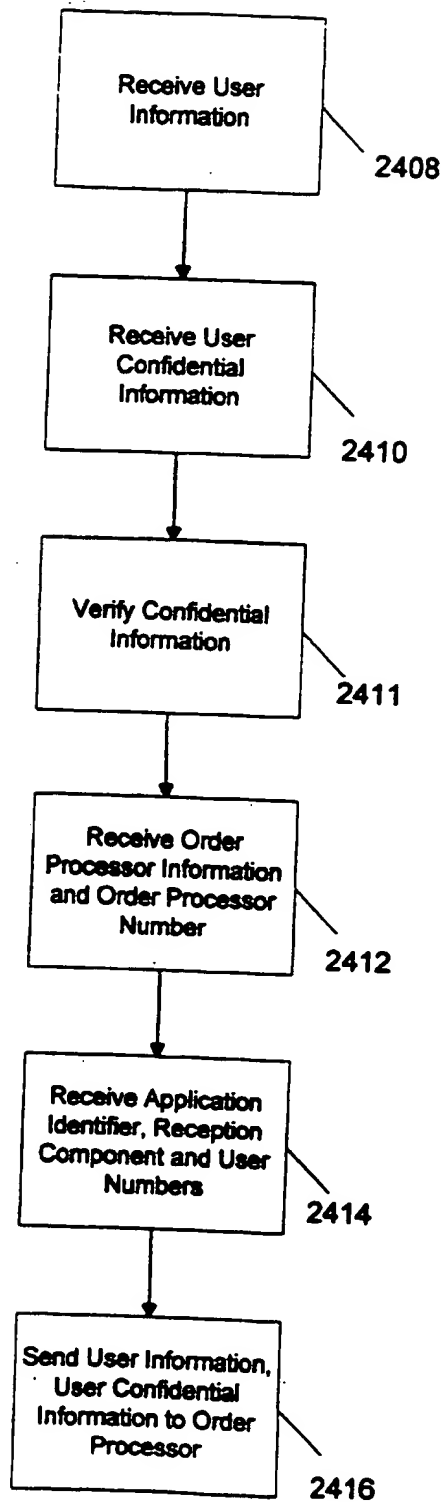 Receive User
Information
2408
Receive User
Confidential
Information
2410
Verify Confidential
Information
2411
Receive Order
Processor Information
and Order Processor
Number
2412
Receive Application
Identifier, Reception
Component and User
Numbers
2414
Send User Information,
User Confidential
Information to Order
Processor
2416